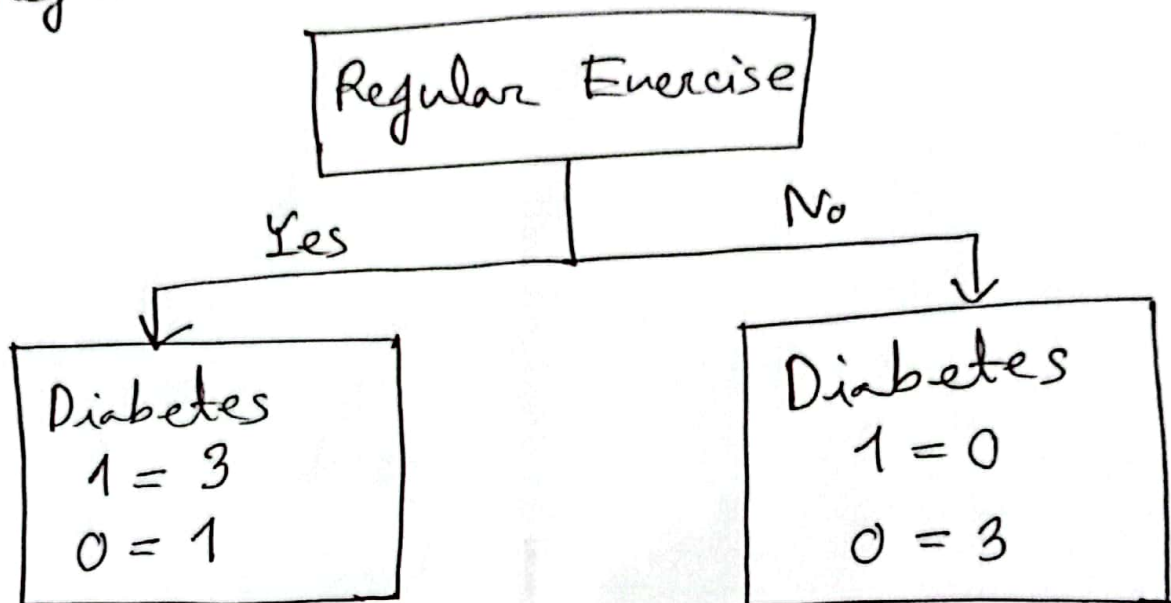 Regular Exercise
Yes
No
Diabetes
1 = 3
0 = 1
Diabetes
1 = 0
0 = 3